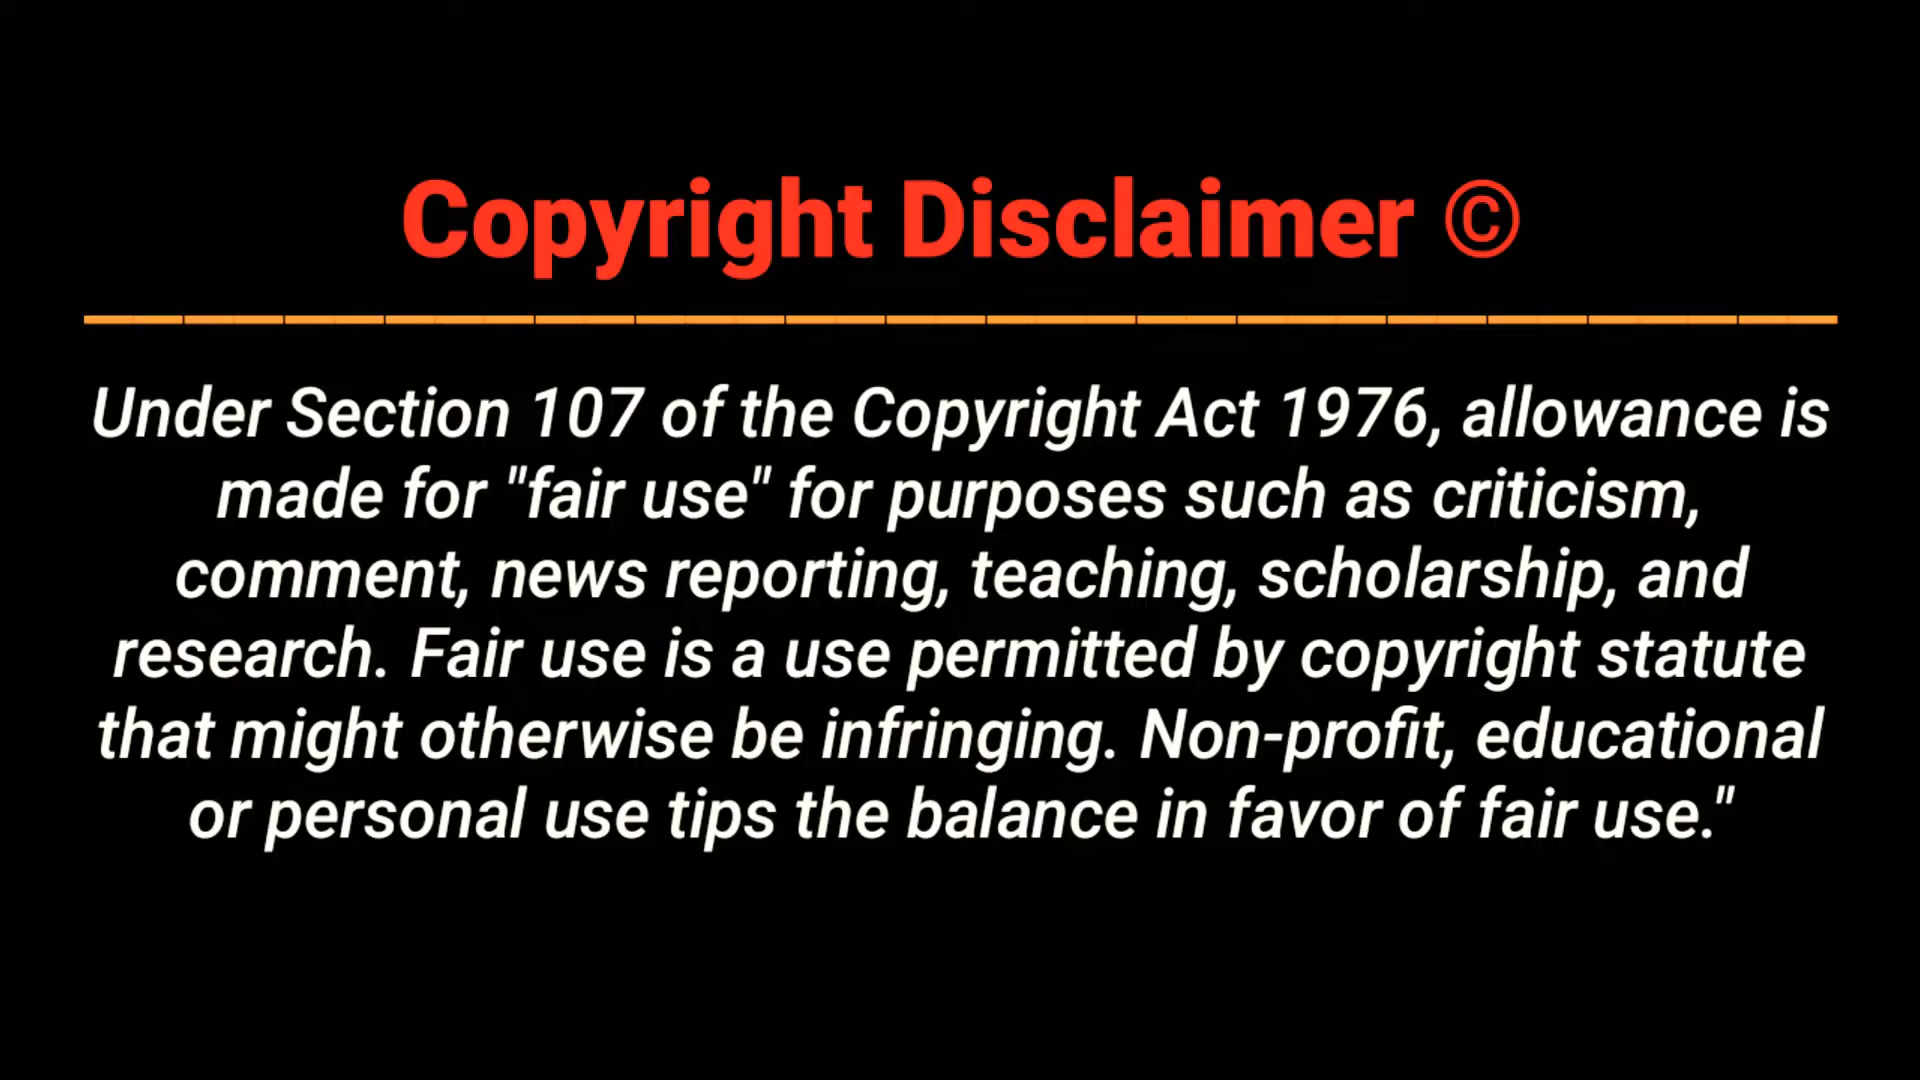 Copyright Disclaimer ©
Under Section 107 of the Copyright Act 1976, allowance is
made for "fair use" for purposes such as criticism,
comment, news reporting, teaching, scholarship, and
research. Fair use is a use permitted by copyright statute
that might otherwise be infringing. Non-profit, educational
or personal use tips the balance in favor of fair use."